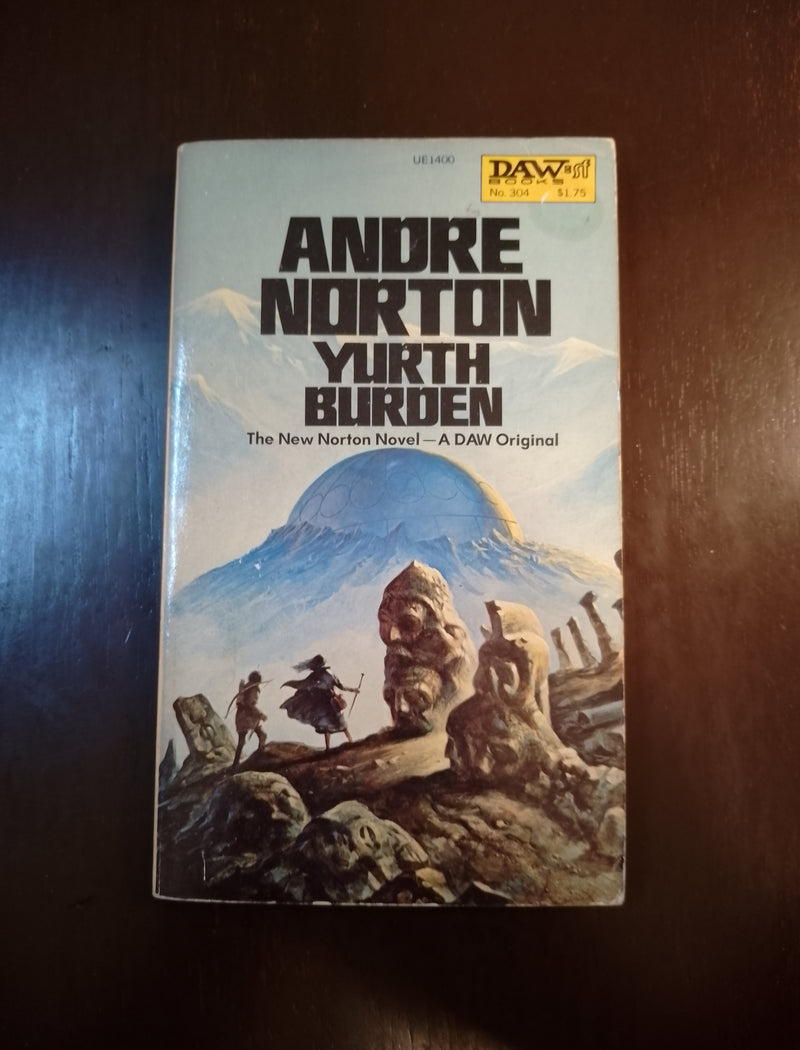 UE1400
DAW=sf
BOOKS
No. 304 $1.75
ANDRE
NORTON
YURTH
BURDEN
The New Norton Novel—A DAW Original